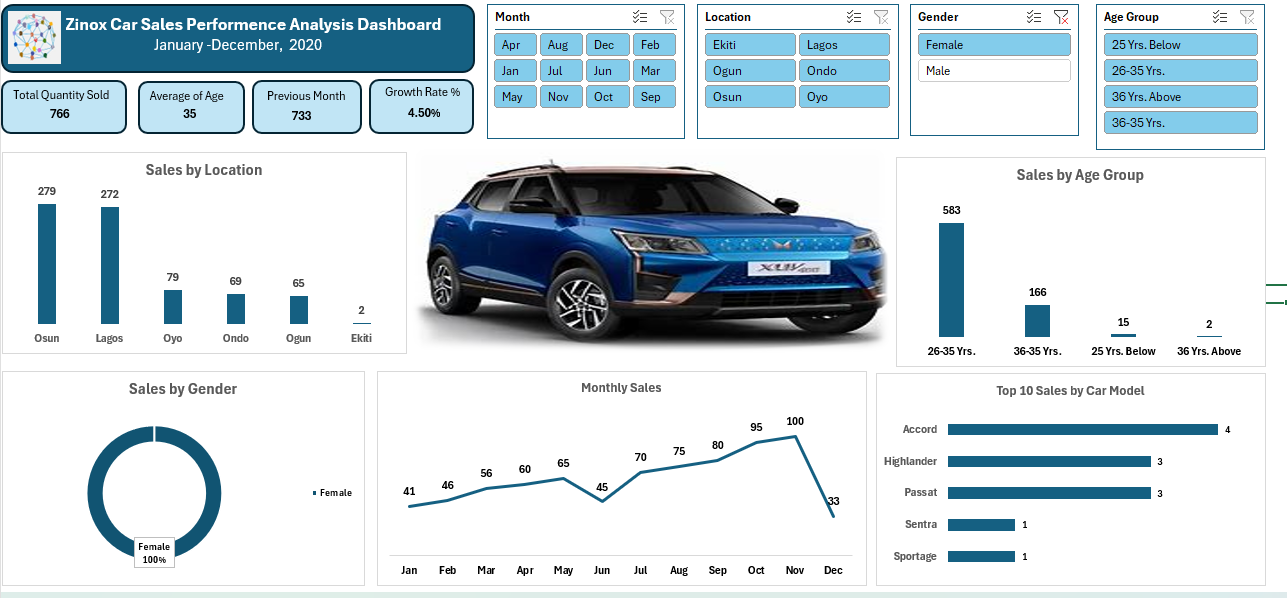 Zinox Car Sales Performence Analysis Dashboard
January -December, 2020
Total Quantity Sold
766
Average of Age
35
Previous Month
733
Growth Rate %
4.50%
Month
Apr Aug Dec Feb
Jan Jul Jun Mar
May Nov Oct Sep
Location
Ekiti Lagos
Ogun Ondo
Osun Oyo
Gender
Female
Male
Age Group
25 Yrs. Below
26-35 Yrs.
36 Yrs. Above
36-35 Yrs.
Sales by Location
279 272 79 69 65 2
Osun Lagos Oyo Ondo Ogun Ekiti
XUV400
Sales by Age Group
583 166 15 2
26-35 Yrs. 36-35 Yrs. 25 Yrs. Below 36 Yrs. Above
Sales by Gender
Female
Female
100%
Monthly Sales
41 46 56 60 65 45 70 75 80 95 100 33
Jan Feb Mar Apr May Jun Jul Aug Sep Oct Nov Dec
Top 10 Sales by Car Model
Accord 4
Highlander 3
Passat 3
Sentra 1
Sportage 1